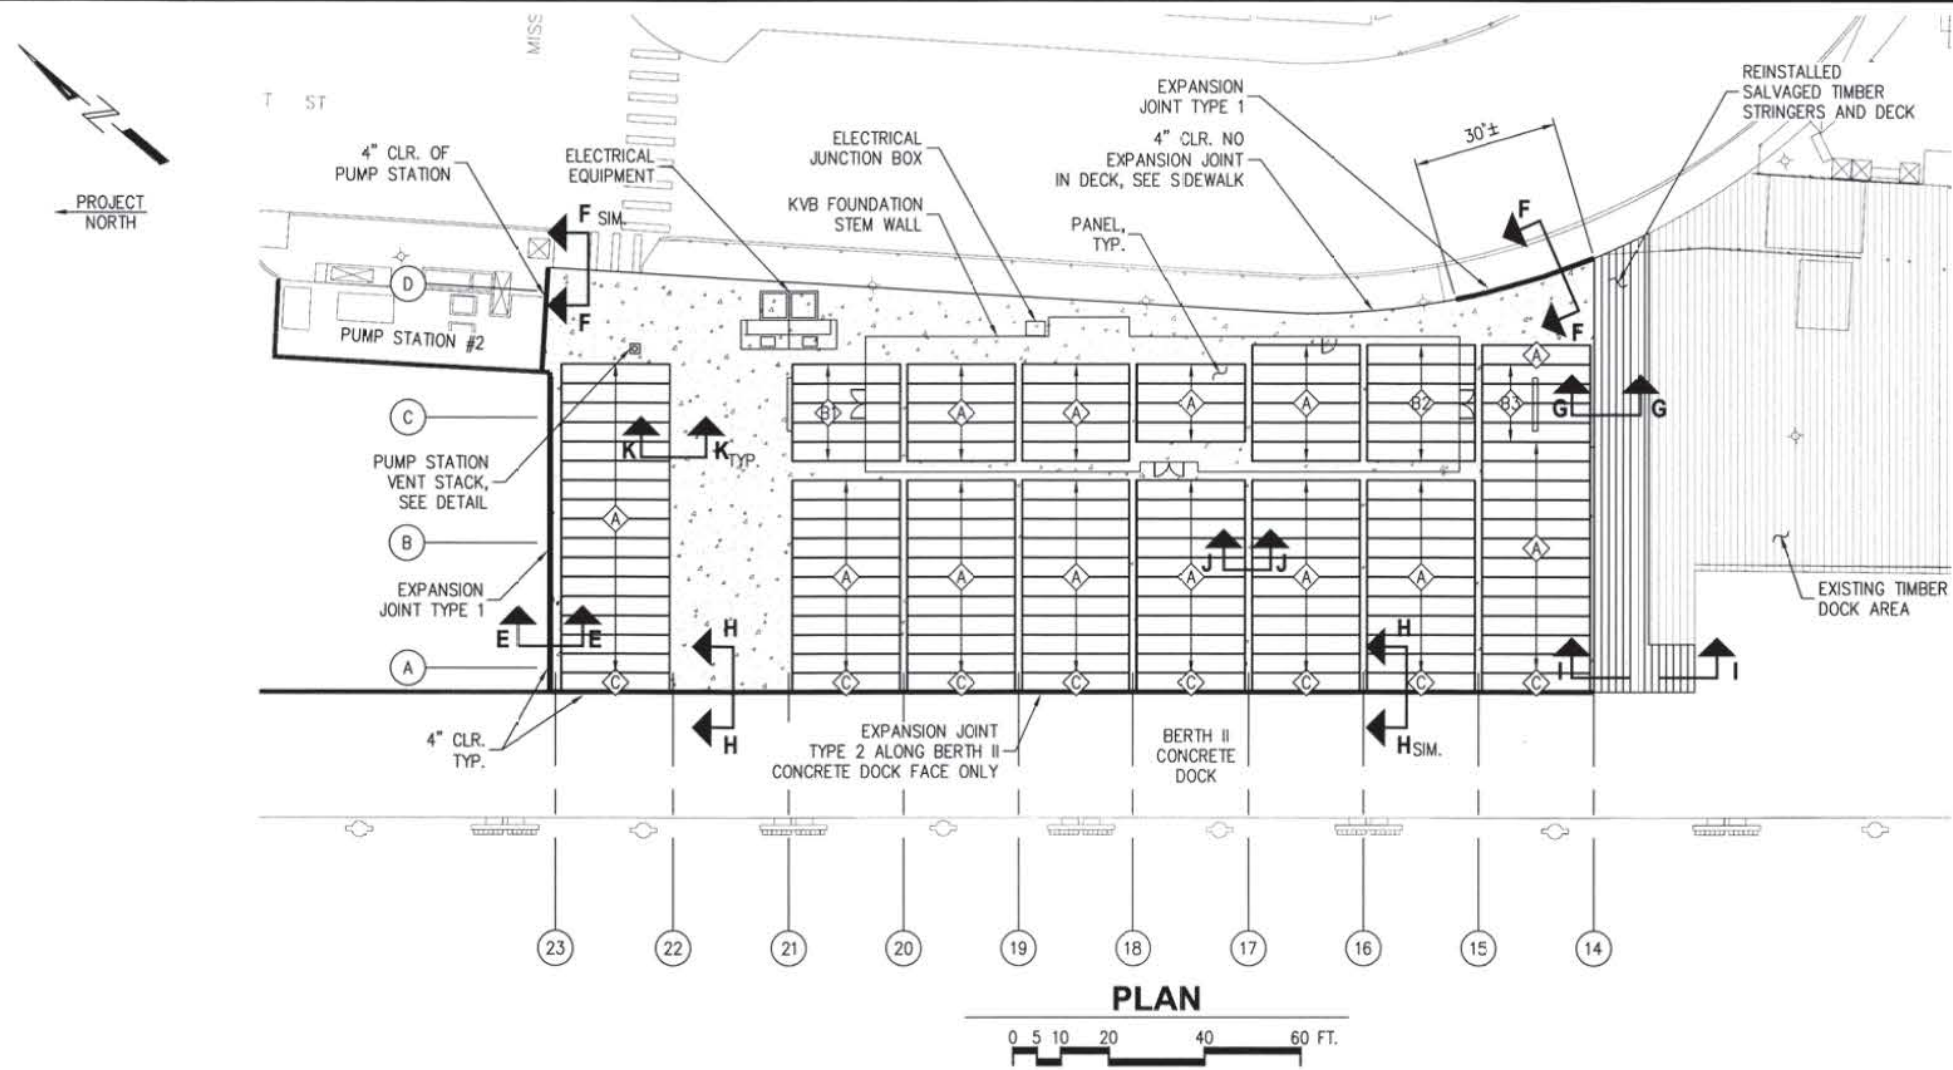 MISS
T ST
PROJECT
NORTH
4" CLR. OF
PUMP STATION
ELECTRICAL
EQUIPMENT
ELECTRICAL
JUNCTION BOX
KVB FOUNDATION
STEM WALL
EXPANSION
JOINT TYPE 1
4" CLR. NO
EXPANSION JOINT
IN DECK, SEE SIDEWALK
PANEL,
TYP.
30'±
REINSTALLED
SALVAGED TIMBER
STRINGERS AND DECK
F SIM.
F
F
F
D
PUMP STATION #2
C
PUMP STATION
VENT STACK,
SEE DETAIL
B
EXPANSION
JOINT TYPE 1
A
4" CLR.
TYP.
K K TYP.
A
B1 A A A A B2 B3
A
G G
A A A A A A A
J J
E E
H
H
H
H SIM.
I I
C C C C C C C C
EXPANSION JOINT
TYPE 2 ALONG BERTH II
CONCRETE DOCK FACE ONLY
BERTH II
CONCRETE
DOCK
EXISTING TIMBER
DOCK AREA
23 22 21 20 19 18 17 16 15 14
PLAN
0 5 10 20 40 60 FT.